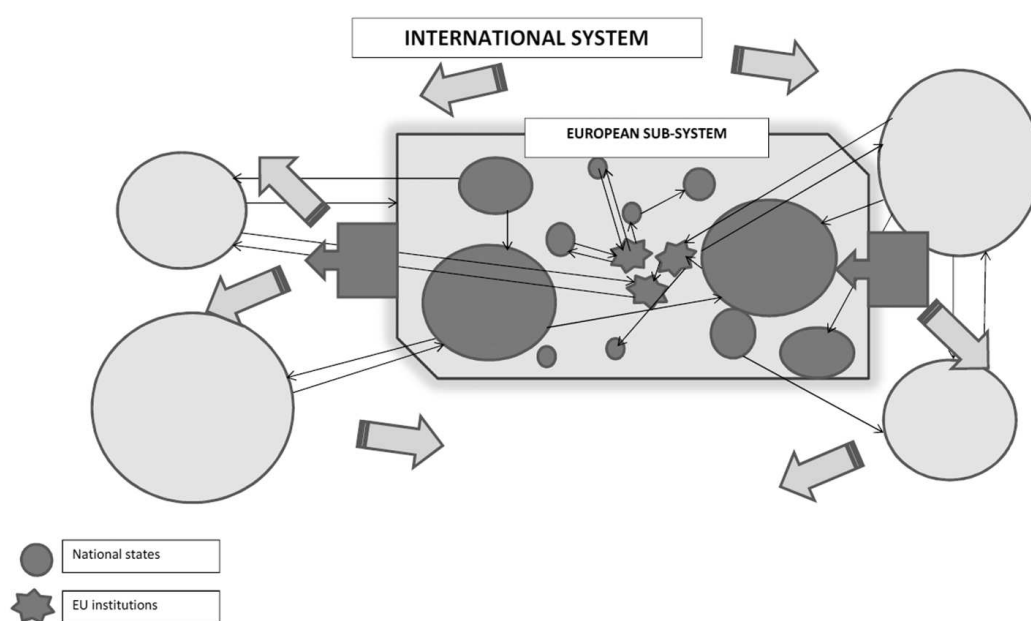 INTERNATIONAL SYSTEM
EUROPEAN SUB-SYSTEM
National states
EU institutions